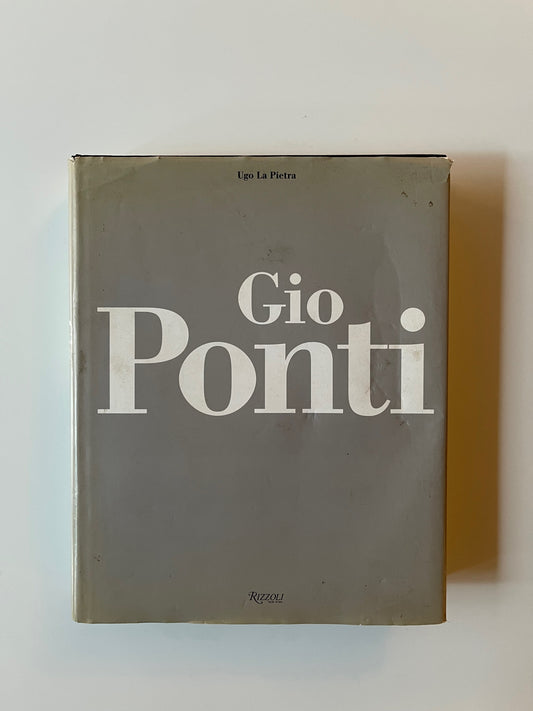 Ugo La Pietra
Gio
Ponti
RIZZOLI